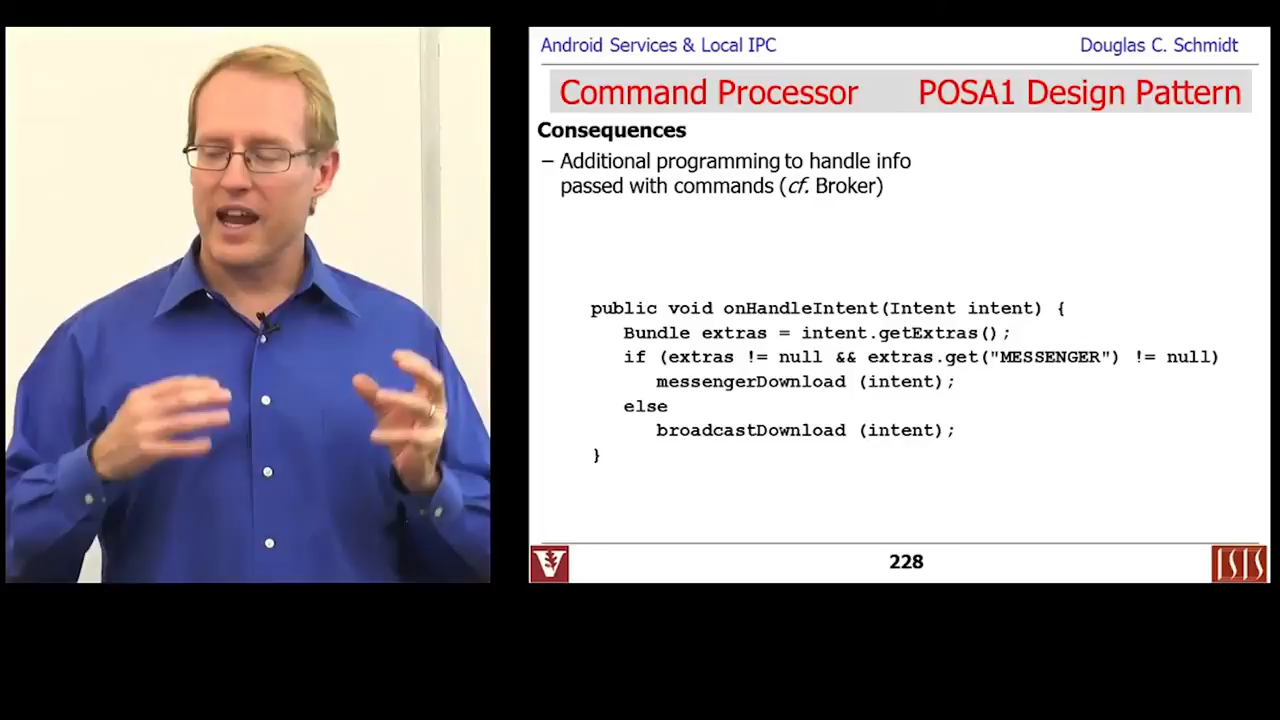 Android Services & Local IPC
Douglas C. Schmidt
Command Processor POSA1 Design Pattern
Consequences
– Additional programming to handle info
passed with commands (cf. Broker)
public void onHandleIntent(Intent intent) {
Bundle extras = intent.getExtras();
if (extras != null && extras.get("MESSENGER") != null)
messengerDownload (intent);
else
broadcastDownload (intent);
}
V
228
ISIS